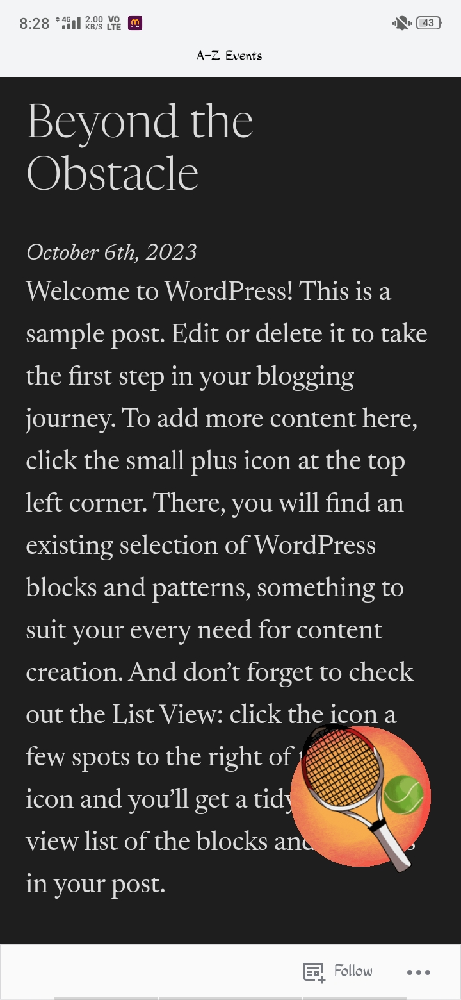 8:28 4G 2.00 KB/S VO LTE 43
A-Z Events
Beyond the
Obstacle
October 6th, 2023
Welcome to WordPress! This is a
sample post. Edit or delete it to take
the first step in your blogging
journey. To add more content here,
click the small plus icon at the top
left corner. There, you will find an
existing selection of WordPress
blocks and patterns, something to
suit your every need for content
creation. And don’t forget to check
out the List View: click the icon a
few spots to the right of
icon and you’ll get a tidy
view list of the blocks and
in your post.
Follow